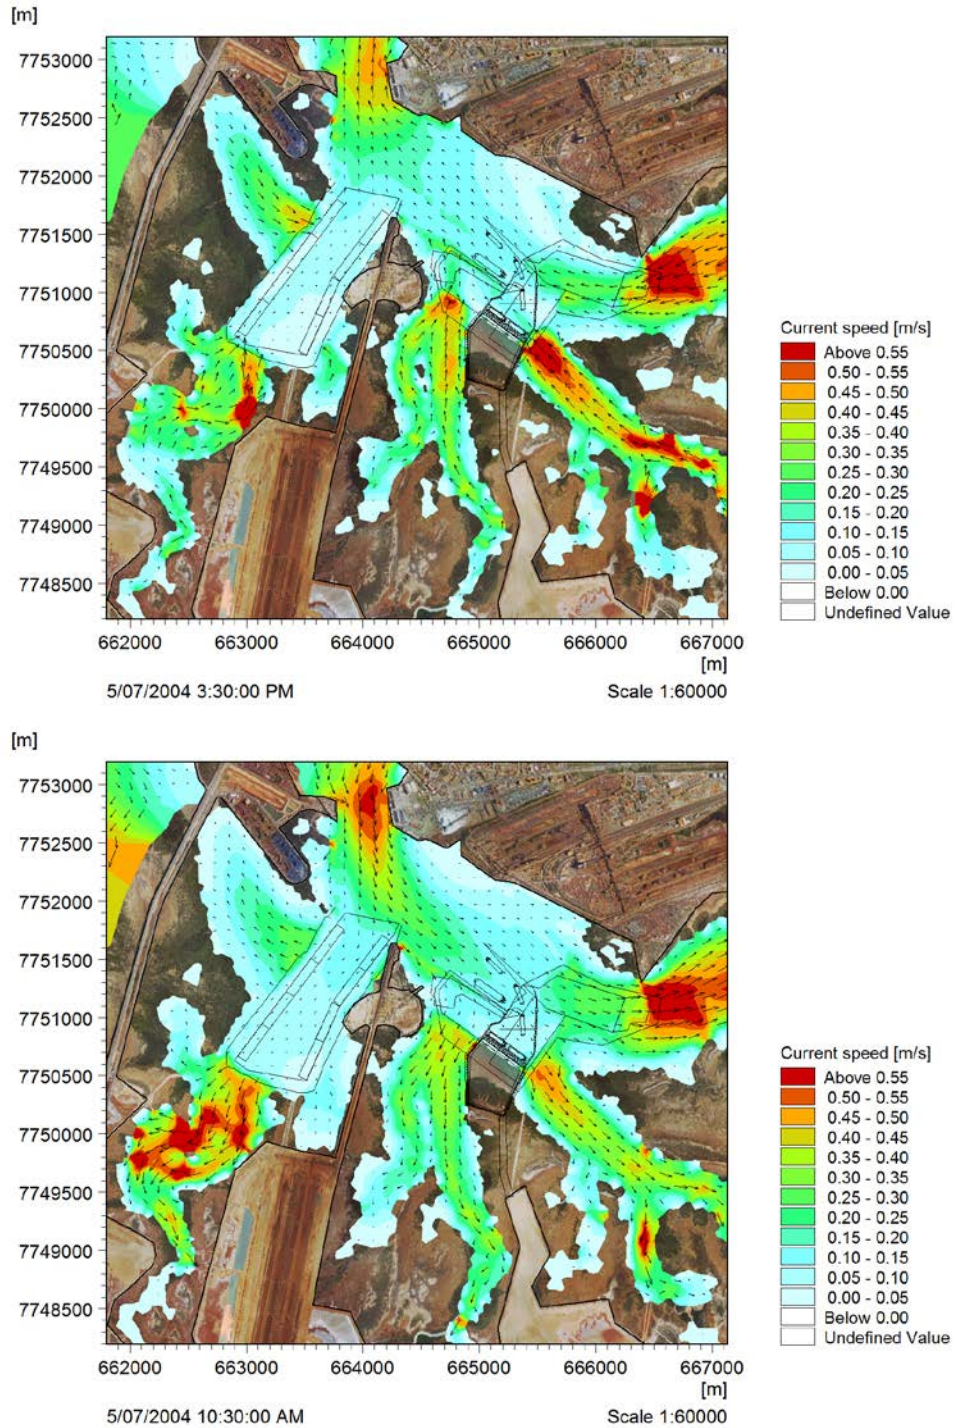 [m]
7753000
7752500
7752000
7751500
7751000
7750500
7750000
7749500
7749000
7748500
662000 663000 664000 665000 666000 667000
[m]
5/07/2004 3:30:00 PM Scale 1:60000
Current speed [m/s]
Above 0.55
0.50 - 0.55
0.45 - 0.50
0.40 - 0.45
0.35 - 0.40
0.30 - 0.35
0.25 - 0.30
0.20 - 0.25
0.15 - 0.20
0.10 - 0.15
0.05 - 0.10
0.00 - 0.05
Below 0.00
Undefined Value
[m]
7753000
7752500
7752000
7751500
7751000
7750500
7750000
7749500
7749000
7748500
662000 663000 664000 665000 666000 667000
[m]
5/07/2004 10:30:00 AM Scale 1:60000
Current speed [m/s]
Above 0.55
0.50 - 0.55
0.45 - 0.50
0.40 - 0.45
0.35 - 0.40
0.30 - 0.35
0.25 - 0.30
0.20 - 0.25
0.15 - 0.20
0.10 - 0.15
0.05 - 0.10
0.00 - 0.05
Below 0.00
Undefined Value